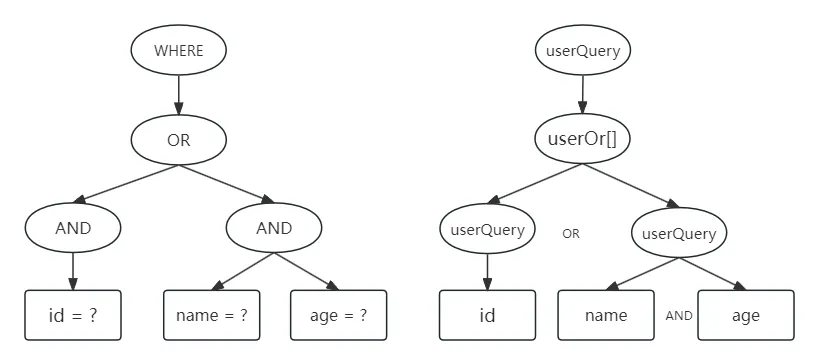 WHERE
userQuery
OR
userOr[]
AND
AND
userQuery
OR
userQuery
id = ?
name = ?
age = ?
id
name
AND
age